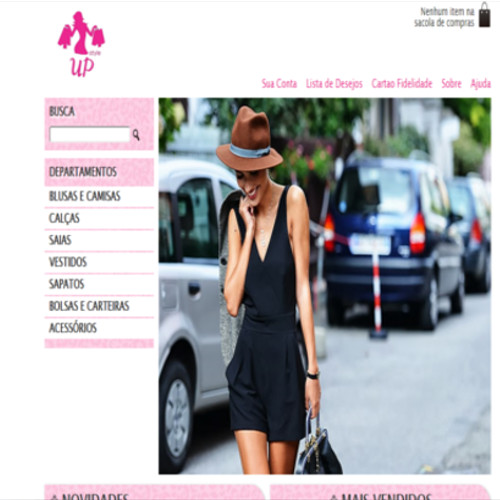 Nenhum item na
sacola de compras
style
UP
Sua Conta Lista de Desejos Cartao Fidelidade Sobre Ajuda
BUSCA
DEPARTAMENTOS
BLUSAS E CAMISAS
CALÇAS
SAIAS
VESTIDOS
SAPATOS
BOLSAS E CARTEIRAS
ACESSÓRIOS
NOVIDADES
MAIS VENDIDOS